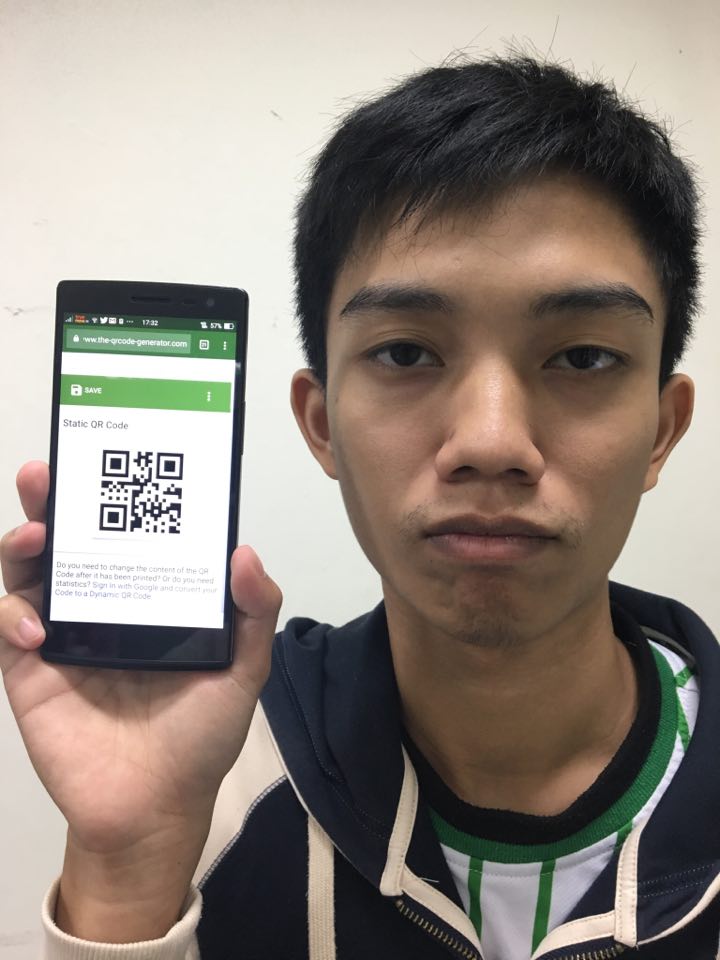 17:32
57%
ww.the-qrcode-generator.com
SAVE
Static QR Code
Do you need to change the content of the QR
Code after it has been printed? Or do you need
statistics? Sign In with Google and convert your
Code to a Dynamic QR Code.